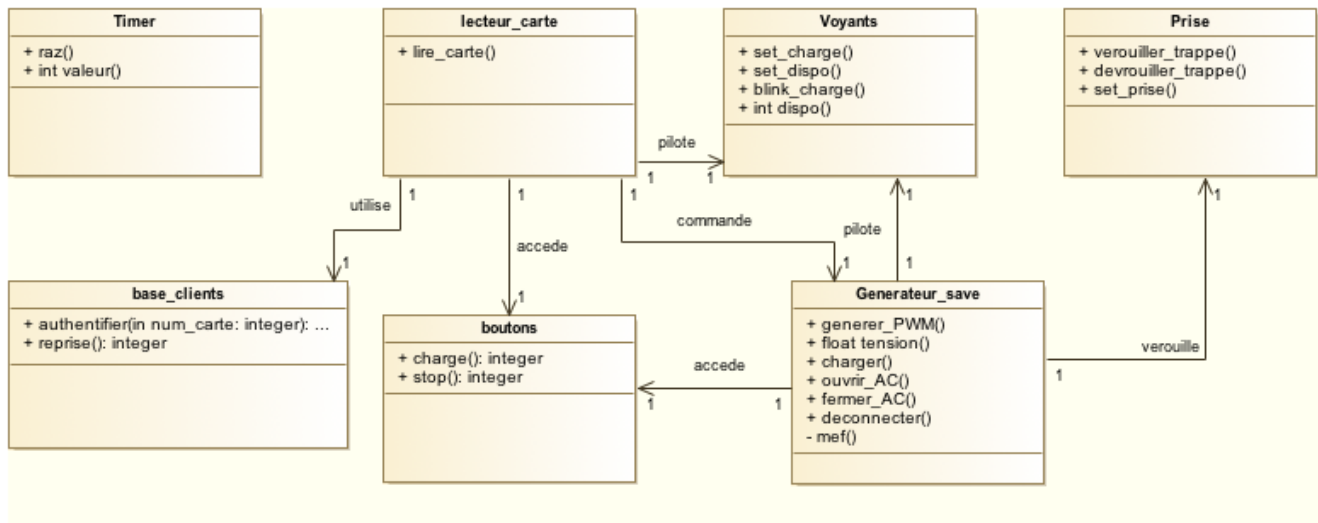 Timer
+ raz()
+ int valeur()
lecteur_carte
+ lire_carte()
Voyants
+ set_charge()
+ set_dispo()
+ blink_charge()
+ int dispo()
Prise
+ verouiller_trappe()
+ devrouiller_trappe()
+ set_prise()
pilote
1
1
1
1
1
1
1
utilise
accede
commande
pilote
1
1
1
1
base_clients
+ authentifier(in num_carte: integer): ...
+ reprise(): integer
boutons
+ charge(): integer
+ stop(): integer
Generateur_save
+ generer_PWM()
+ float tension()
+ charger()
+ ouvrir_AC()
+ fermer_AC()
+ deconnecter()
- mef()
accede
1
1
verouille
1